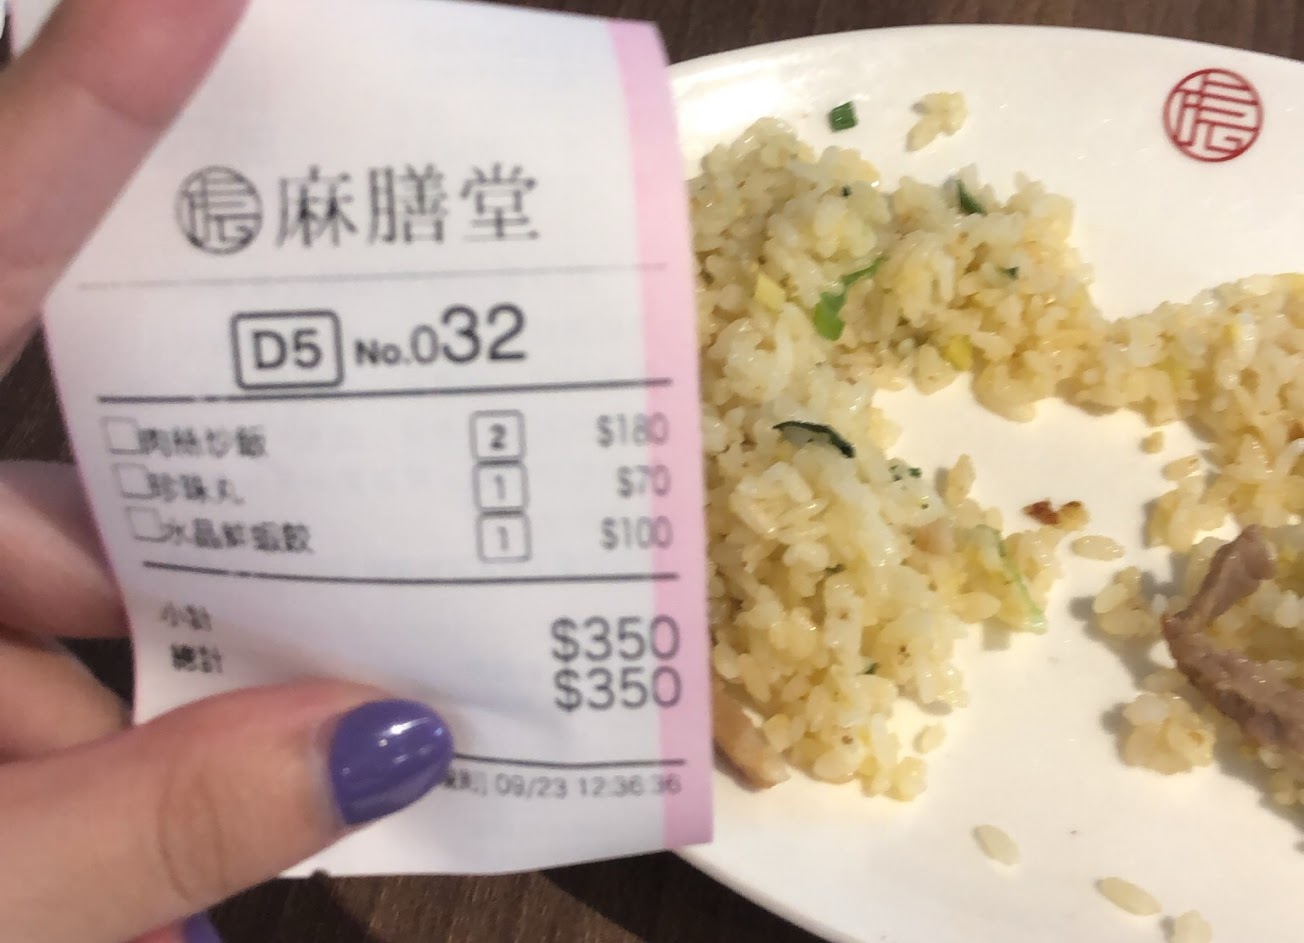 麻膳堂
D5 No.032
肉絲炒飯 2 $180
珍珠丸 1 $70
水晶鮮蝦餃 1 $100
小計 $350
總計 $350
09/23 12:36:36